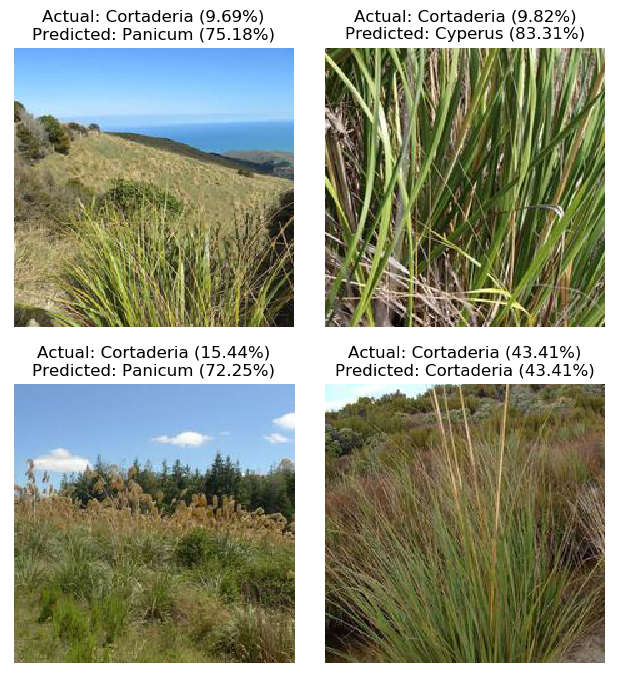 Actual: Cortaderia (9.69%)
Predicted: Panicum (75.18%)
Actual: Cortaderia (9.82%)
Predicted: Cyperus (83.31%)
Actual: Cortaderia (15.44%)
Predicted: Panicum (72.25%)
Actual: Cortaderia (43.41%)
Predicted: Cortaderia (43.41%)